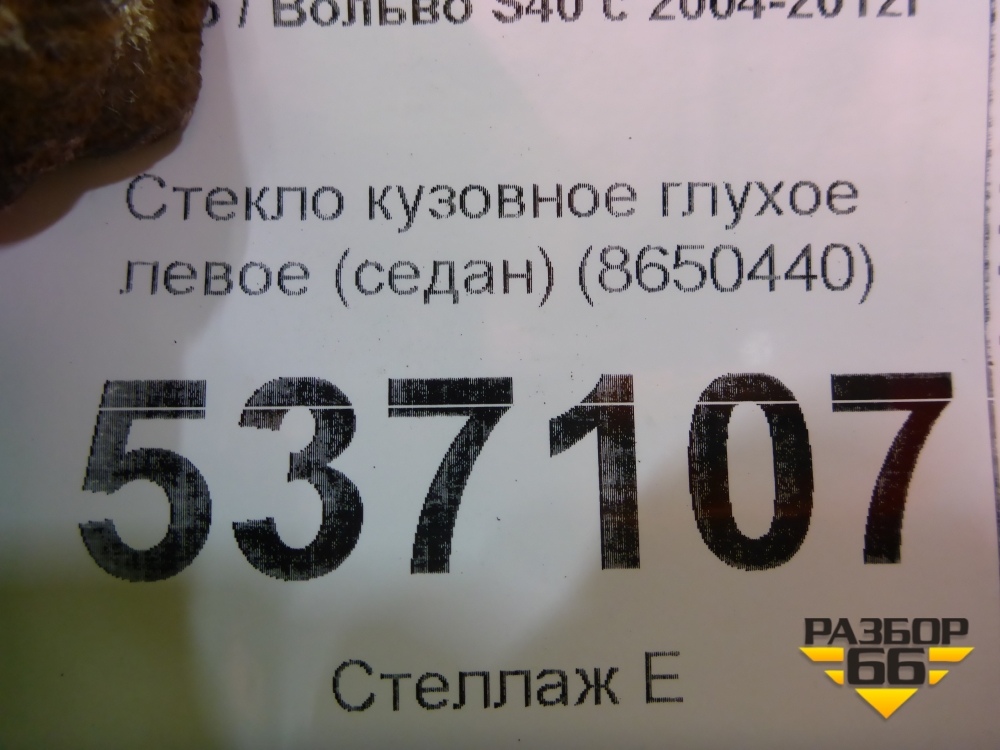 / Вольво S40 с 2004-2012г
Стекло кузовное глухое
левое (седан) (8650440)
537107
Стеллаж Е
РАЗБОР
66